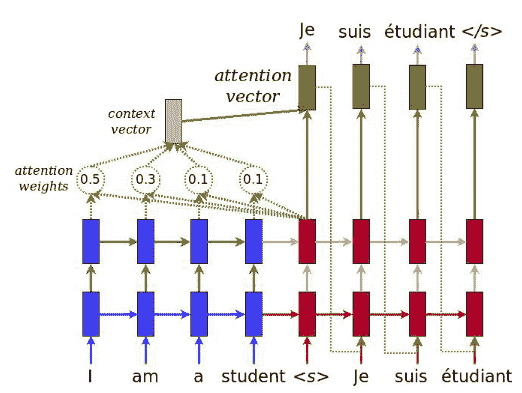 Je suis étudiant </s>
attention
vector
context
vector
attention
weights
0.5 0.3 0.1 0.1
I am a student <s> Je suis étudiant